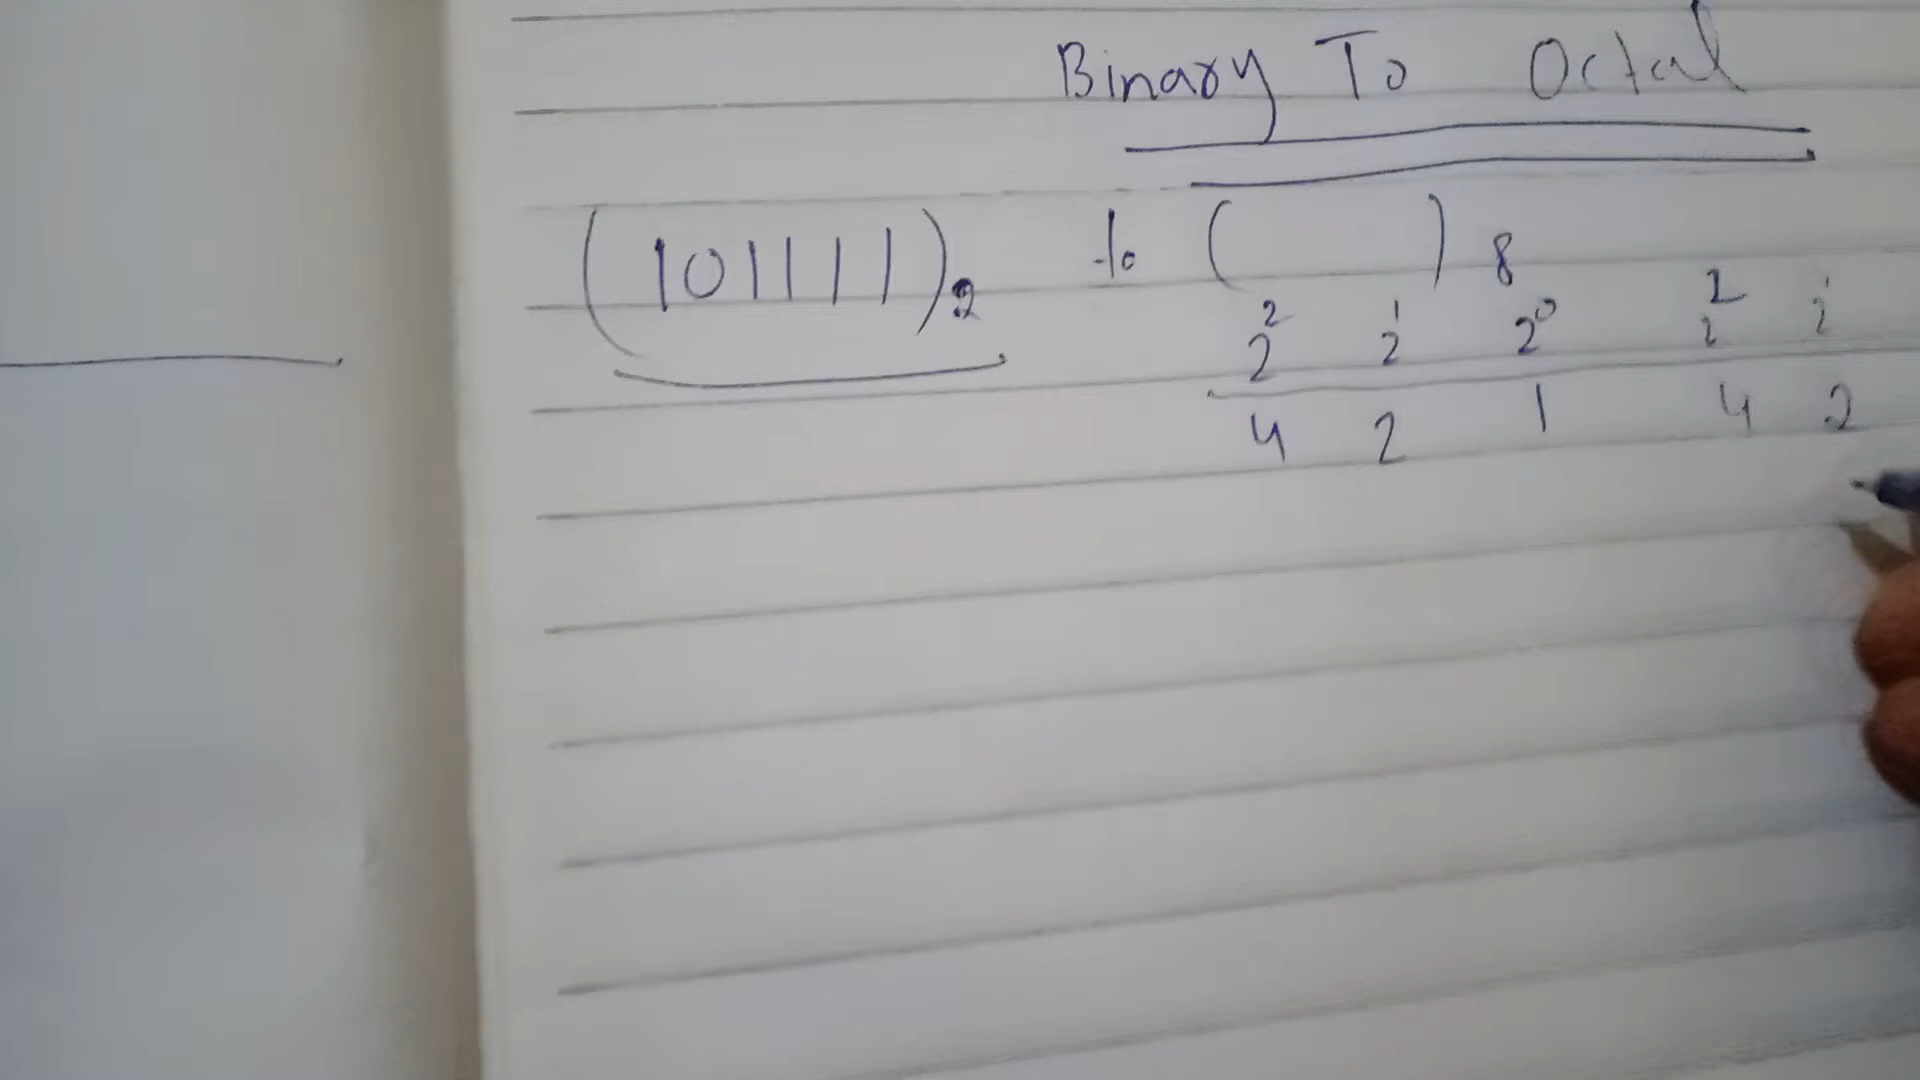 Binary To Octal
(101111)₂ to ( )₈
2² 2¹ 2⁰ 2² 2¹
4 2 1 4 2